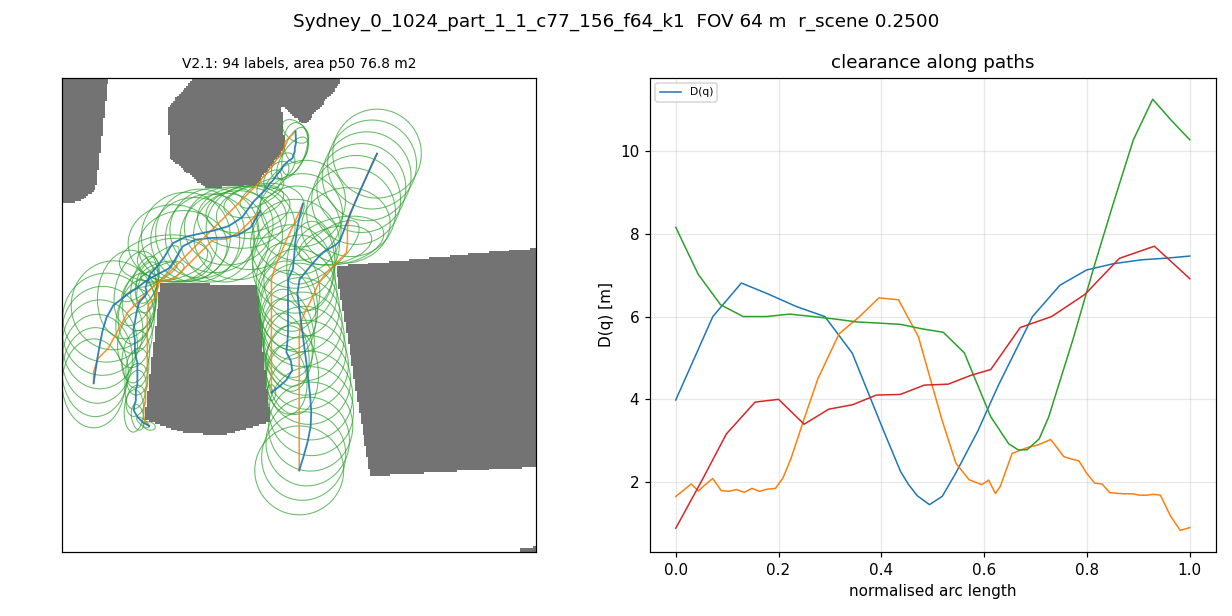 Sydney_0_1024_part_1_1_c77_156_f64_k1  FOV 64 m  r_scene 0.2500
V2.1: 94 labels, area p50 76.8 m2
clearance along paths
D(q)
D(q) [m]
10
8
6
4
2
0.0 0.2 0.4 0.6 0.8 1.0
normalised arc length